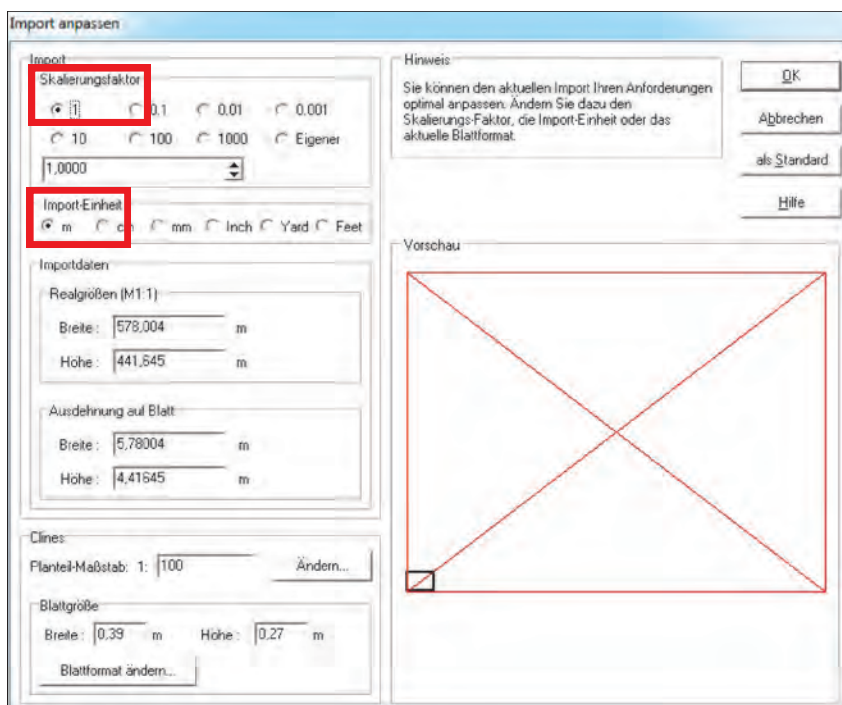 Import anpassen
Import
Skalierungsfaktor
1 0.1 0.01 0.001
10 100 1000 Eigener
1,0000
Import-Einheit
m cm mm Inch Yard Feet
Importdaten
Realgrößen (M1:1)
Breite : 578,004 m
Höhe : 441,645 m
Ausdehnung auf Blatt
Breite : 5,78004 m
Höhe : 4,41645 m
Clines
Planteil-Maßstab: 1: 100 Ändern...
Blattgröße
Breite : 0,39 m Höhe : 0,27 m
Blattformat ändern...
Hinweis
Sie können den aktuellen Import Ihren Anforderungen
optimal anpassen. Ändern Sie dazu den
Skalierungs-Faktor, die Import-Einheit oder das
aktuelle Blattformat.
OK
Abbrechen
als Standard
Hilfe
Vorschau